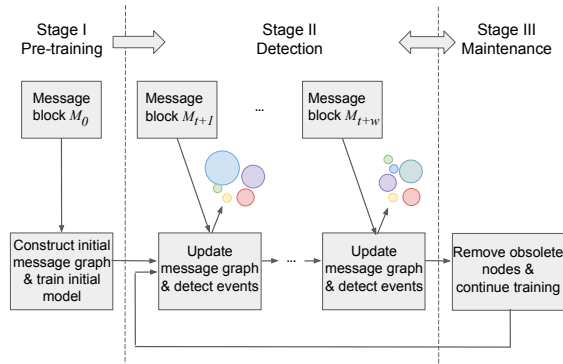 Stage I
Pre-training
Stage II
Detection
Stage III
Maintenance
Message
block M0
Message
block Mt+1
...
Message
block Mt+w
Construct initial
message graph
& train initial
model
Update
message graph
& detect events
...
Update
message graph
& detect events
Remove obsolete
nodes &
continue training